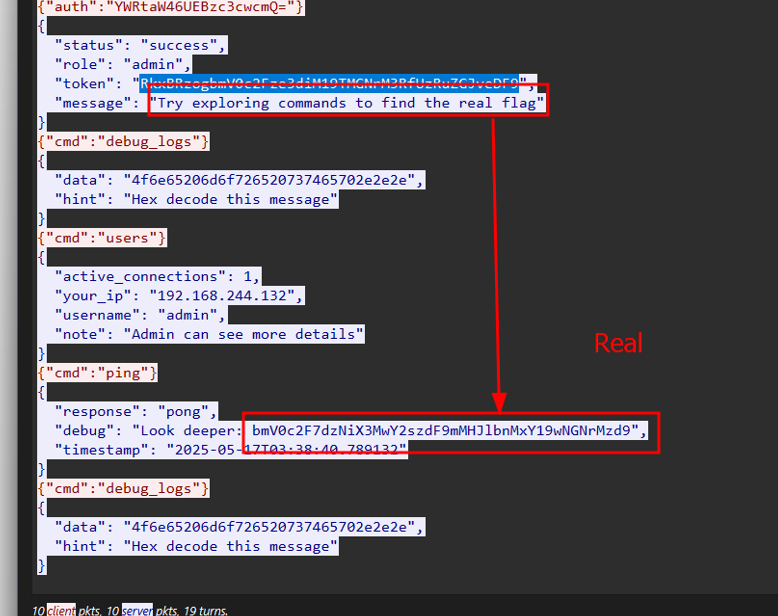 {"auth":"YWRtaW46UEBzc3cwcmQ="}
{
"status": "success",
"role": "admin",
"token": "
"message": "Try exploring commands to find the real flag"
}
{"cmd":"debug_logs"}
{
"data": "4f6e65206d6f726520737465702e2e2e",
"hint": "Hex decode this message"
}
{"cmd":"users"}
{
"active_connections": 1,
"your_ip": "192.168.244.132",
"username": "admin",
"note": "Admin can see more details"
}
{"cmd":"ping"}
{
"response": "pong",
Real
"debug": "Look deeper: bmV0c2F7dzNiX3MwY2szdF9mMHJlbnMxY19wNGNrMzd9",
"timestamp": "2025-05-17T03:38:40.789132"
}
{"cmd":"debug_logs"}
{
"data": "4f6e65206d6f726520737465702e2e2e",
"hint": "Hex decode this message"
}
10 client pkts, 10 server pkts, 19 turns.